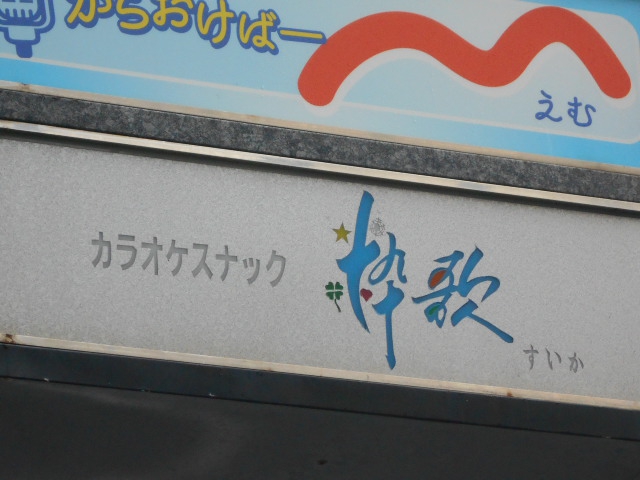 からおけばー
えむ
カラオケスナック
粋歌
すいか